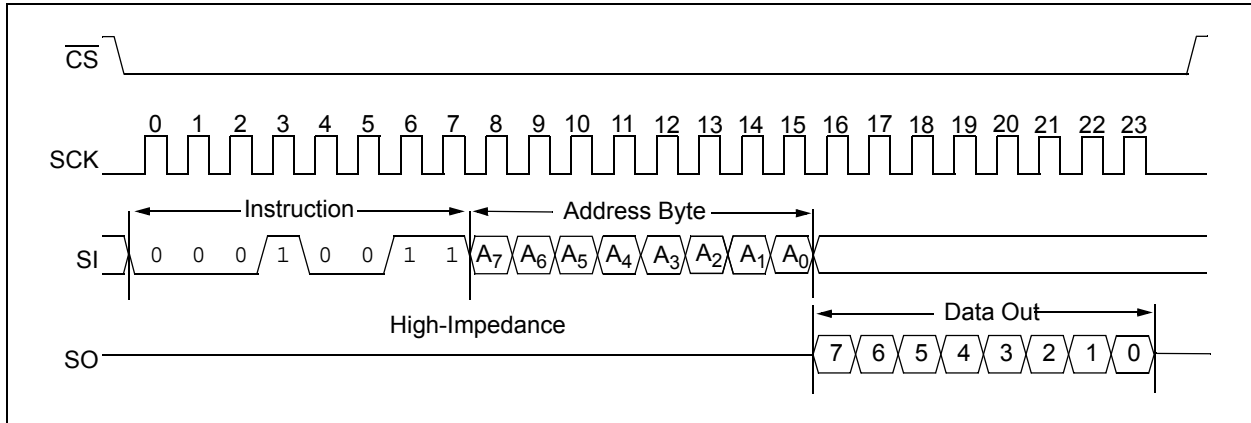 CS
0 1 2 3 4 5 6 7 8 9 10 11 12 13 14 15 16 17 18 19 20 21 22 23
SCK
Instruction Address Byte
SI 0 0 0 1 0 0 1 1 A7 A6 A5 A4 A3 A2 A1 A0
High-Impedance Data Out
SO 7 6 5 4 3 2 1 0